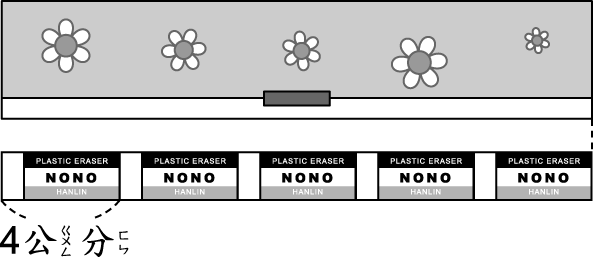 PLASTIC ERASER PLASTIC ERASER PLASTIC ERASER PLASTIC ERASER PLASTIC ERASER
NONO NONO NONO NONO NONO
HANLIN HANLIN HANLIN HANLIN HANLIN
4公ㄍㄨㄥ分ㄈㄣ